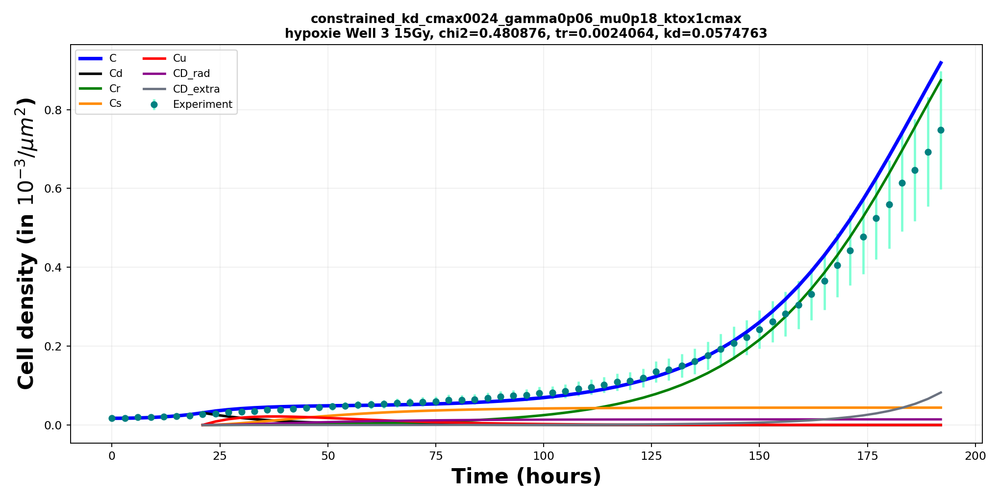 constrained_kd_cmax0024_gamma0p06_mu0p18_ktox1cmax
hypoxie Well 3 15Gy, chi2=0.480876, tr=0.0024064, kd=0.0574763
C
Cd
Cr
Cs
Cu
CD_rad
CD_extra
Experiment
Cell density (in 10⁻³/μm²)
0.8
0.6
0.4
0.2
0.0
0
25
50
75
100
125
150
175
200
Time (hours)